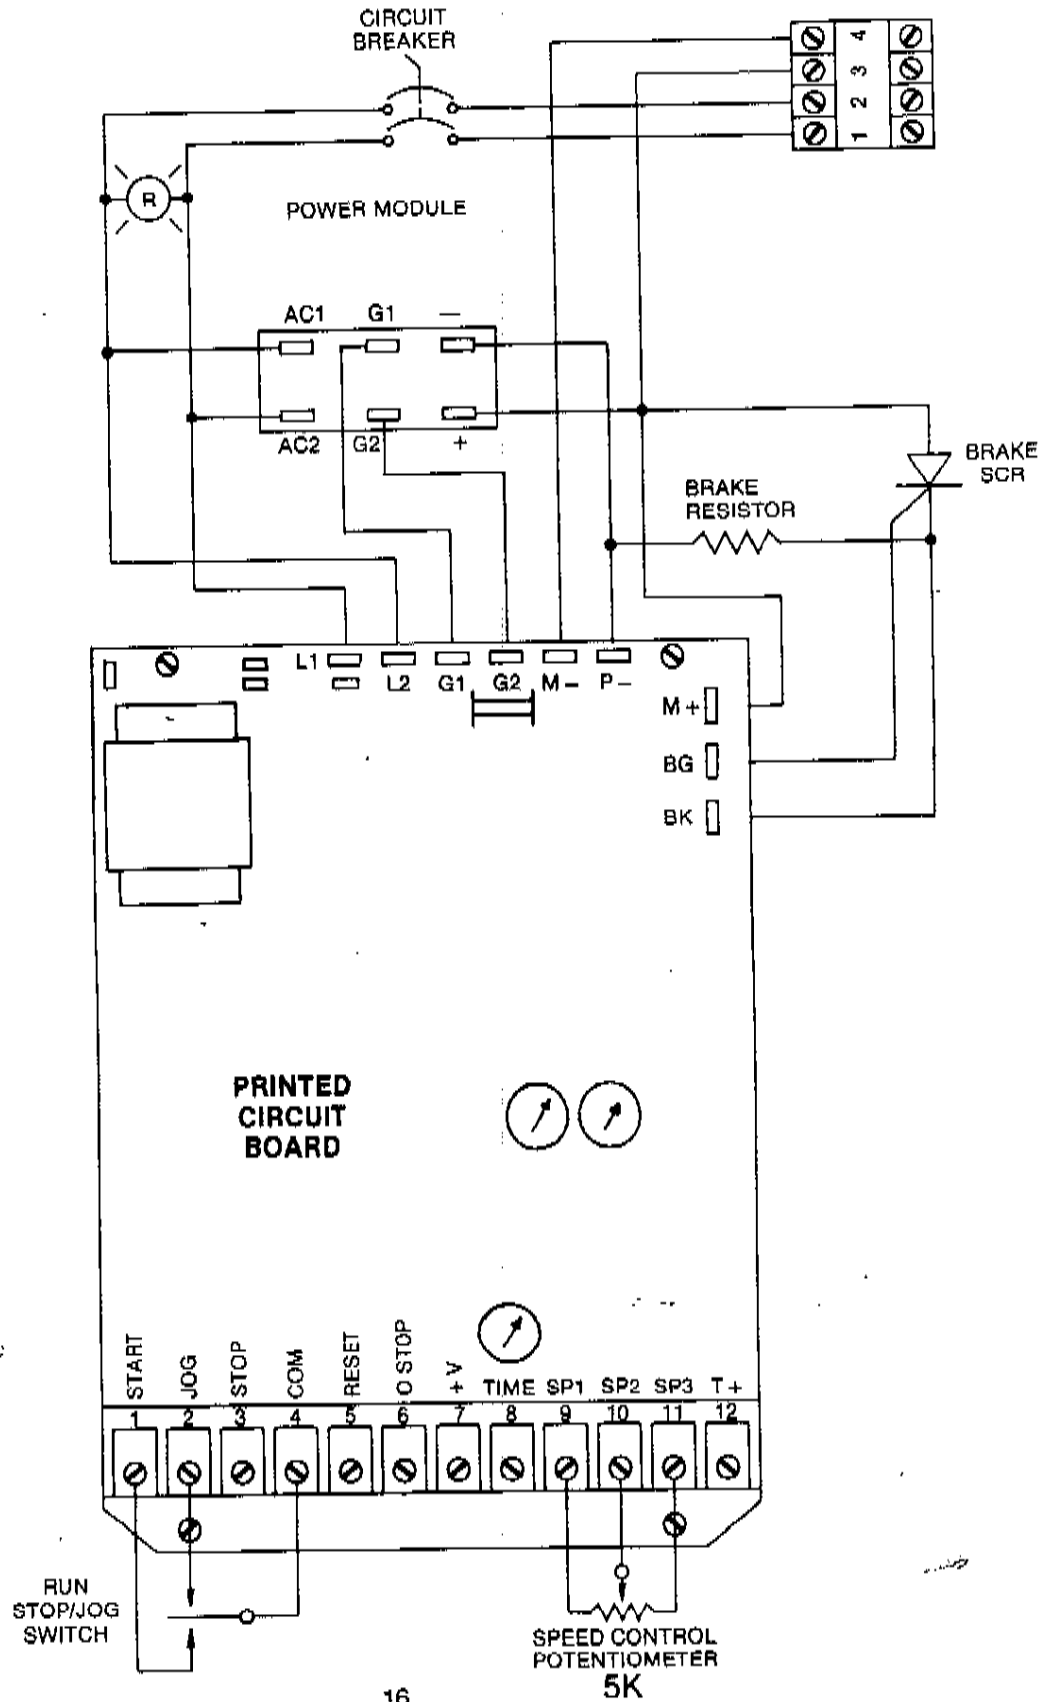 CIRCUIT
BREAKER
4
3
2
1
R
POWER MODULE
AC1 G1 —
AC2 G2 +
BRAKE
SCR
BRAKE
RESISTOR
L1 L2 G1 G2 M- P-
M+
BG
BK
PRINTED
CIRCUIT
BOARD
START JOG STOP COM RESET O STOP +V TIME SP1 SP2 SP3 T+
1 2 3 4 5 6 7 8 9 10 11 12
RUN
STOP/JOG
SWITCH
SPEED CONTROL
POTENTIOMETER
5K
16